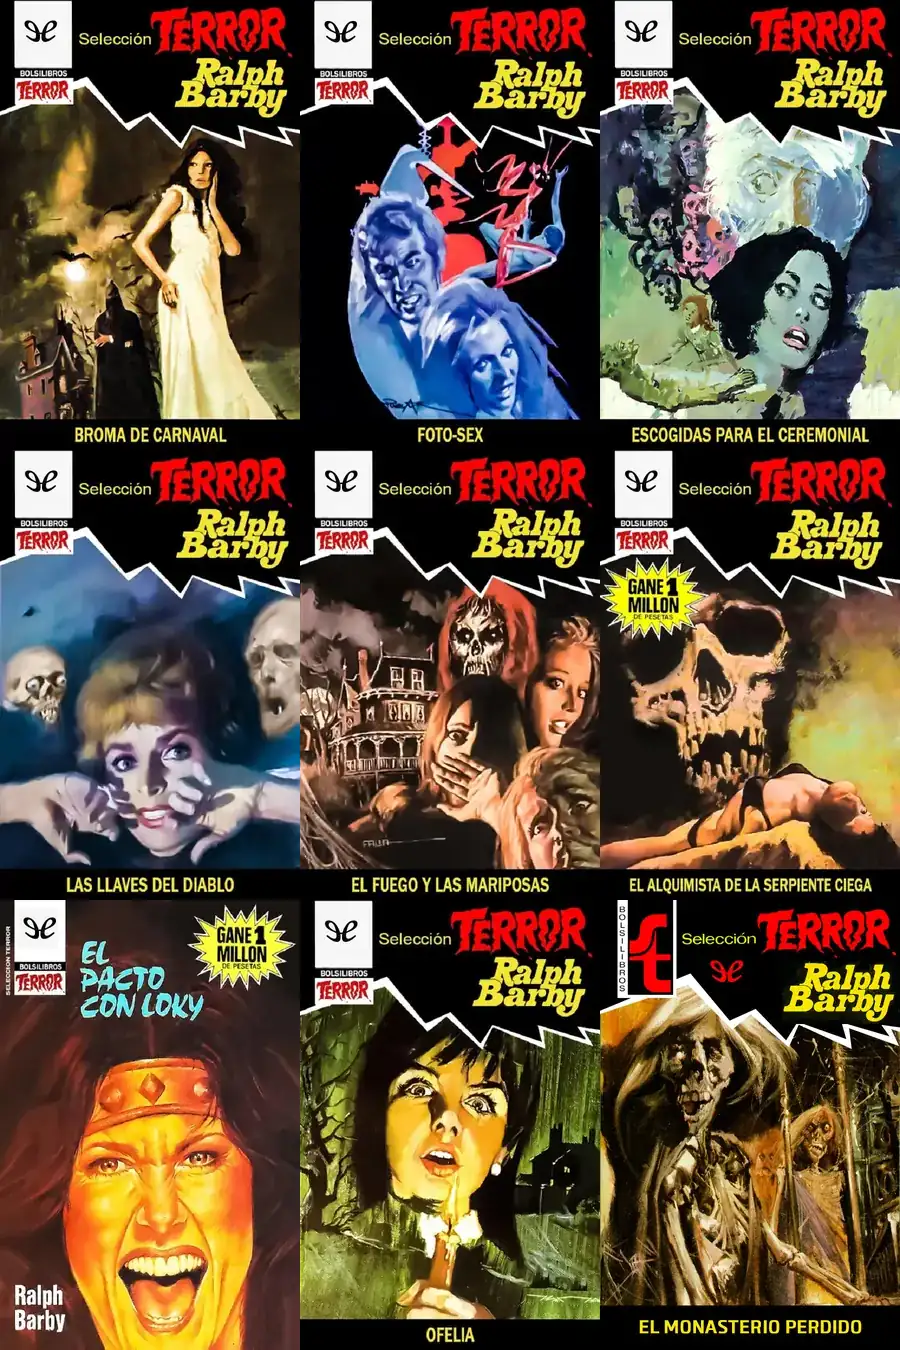 Selección TERROR
Ralph
Barby
BOLSILIBROS
TERROR
BROMA DE CARNAVAL
Selección TERROR
Ralph
Barby
BOLSILIBROS
TERROR
FOTO-SEX
Selección TERROR
Ralph
Barby
BOLSILIBROS
TERROR
ESCOGIDAS PARA EL CEREMONIAL
Selección TERROR
Ralph
Barby
BOLSILIBROS
TERROR
LAS LLAVES DEL DIABLO
Selección TERROR
Ralph
Barby
BOLSILIBROS
TERROR
EL FUEGO Y LAS MARIPOSAS
Selección TERROR
Ralph
Barby
BOLSILIBROS
TERROR
GANE 1
MILLON
DE PESETAS
EL ALQUIMISTA DE LA SERPIENTE CIEGA
SELECCION TERROR
BOLSILIBROS
TERROR
EL
PACTO
CON LOKY
GANE 1
MILLON
DE PESETAS
Ralph
Barby
Selección TERROR
Ralph
Barby
BOLSILIBROS
TERROR
OFELIA
BOLSILIBROS
Selección TERROR
Ralph
Barby
EL MONASTERIO PERDIDO